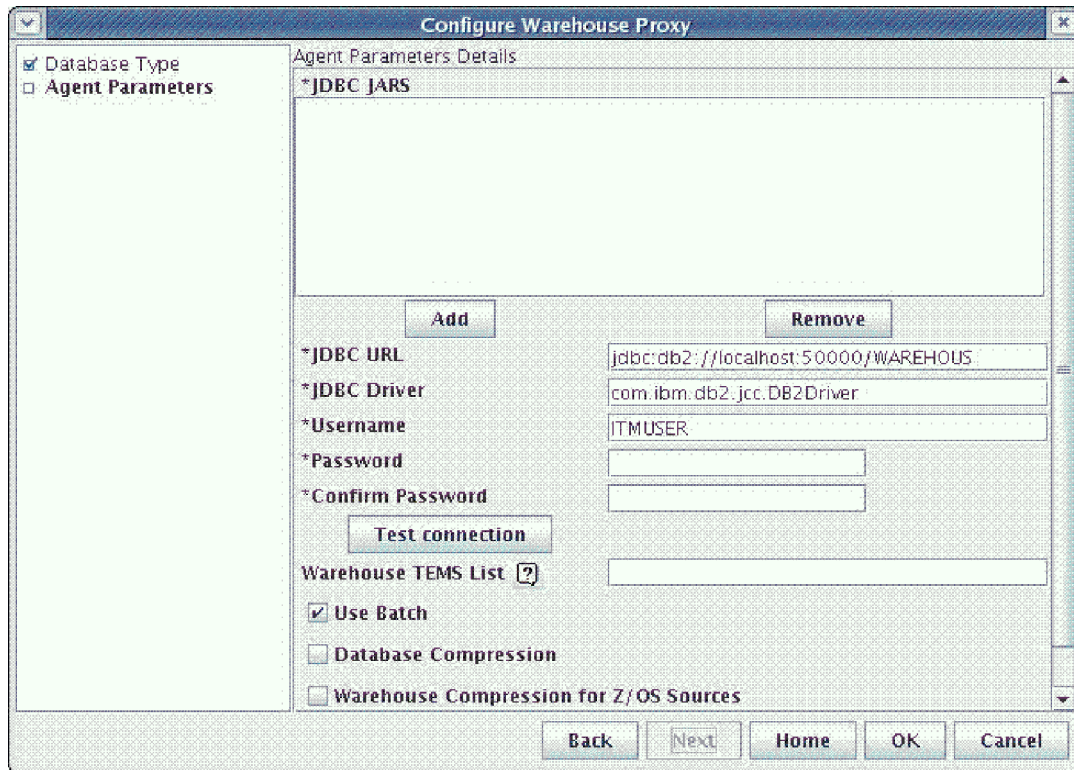 Configure Warehouse Proxy
Database Type
Agent Parameters
Agent Parameters Details
*JDBC JARS
Add
Remove
*JDBC URL
jdbc:db2://localhost:50000/WAREHOUS
*JDBC Driver
com.ibm.db2.jcc.DB2Driver
*Username
ITMUSER
*Password
*Confirm Password
Test connection
Warehouse TEMS List ?
Use Batch
Database Compression
Warehouse Compression for Z/OS Sources
Back
Next
Home
OK
Cancel